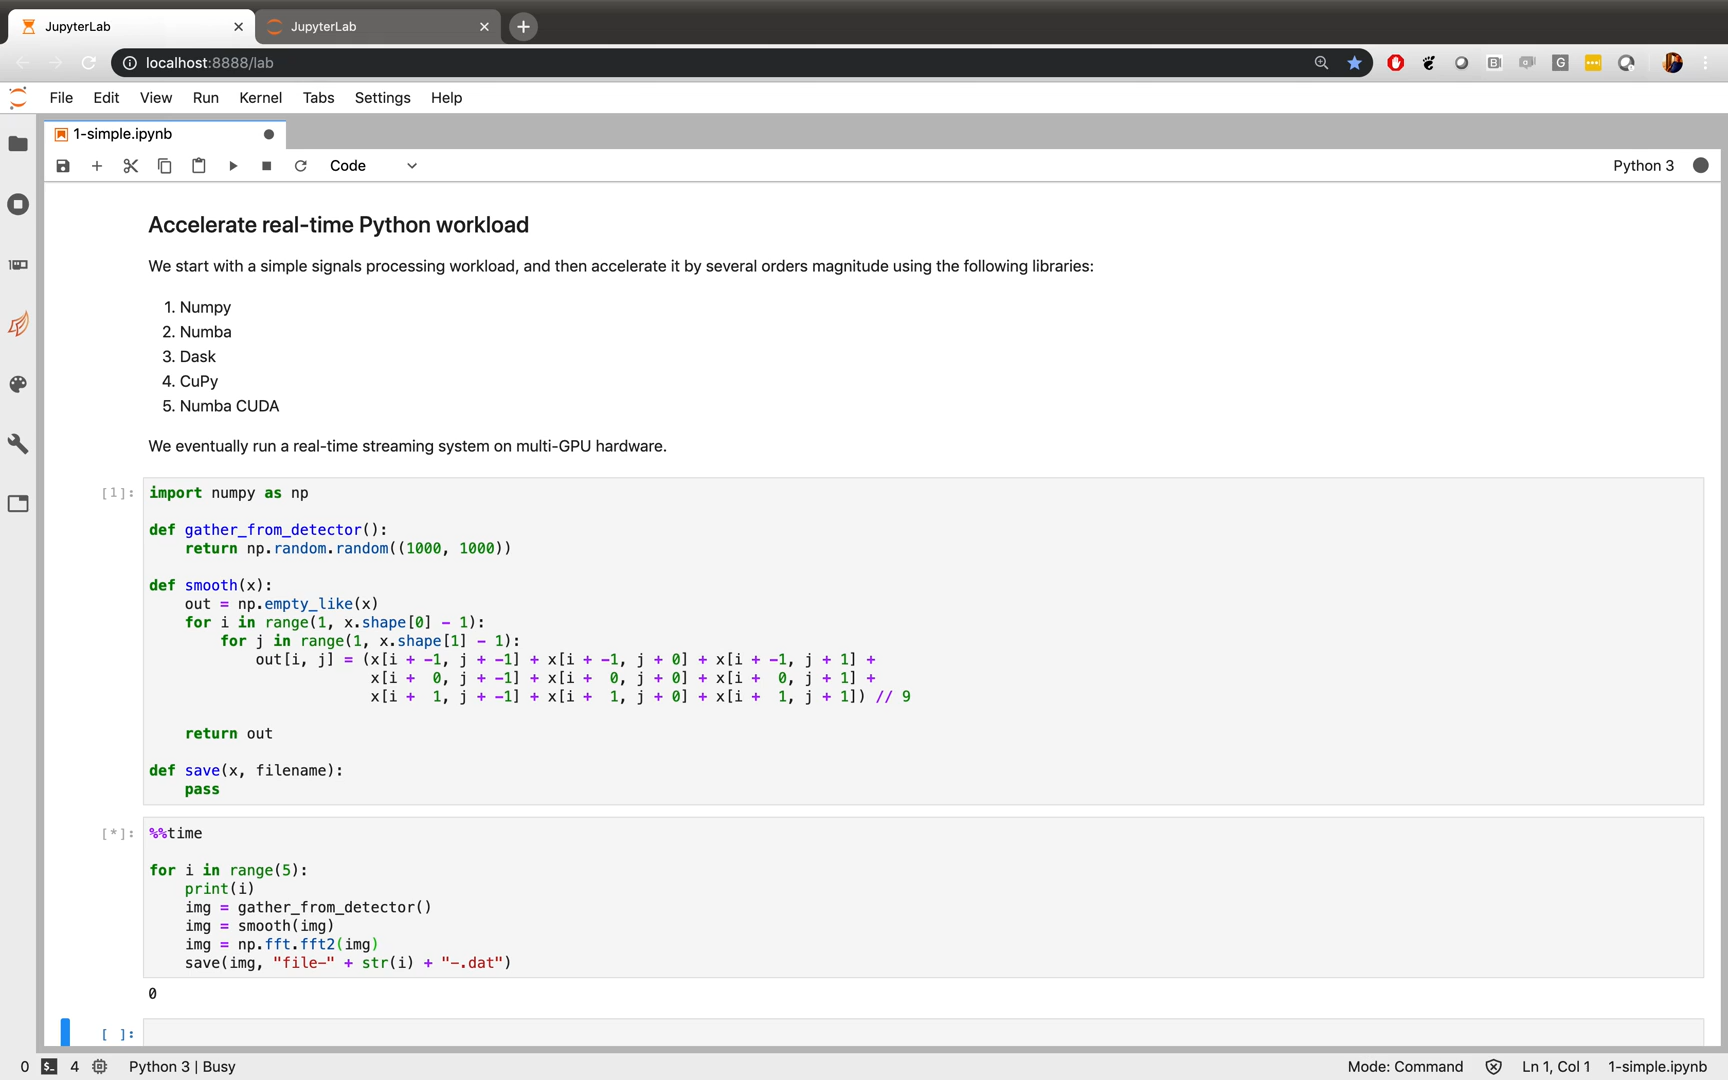 JupyterLab
JupyterLab
localhost:8888/lab
File Edit View Run Kernel Tabs Settings Help
1-simple.ipynb
Code
Python 3
Accelerate real-time Python workload
We start with a simple signals processing workload, and then accelerate it by several orders magnitude using the following libraries:
1. Numpy
2. Numba
3. Dask
4. CuPy
5. Numba CUDA
We eventually run a real-time streaming system on multi-GPU hardware.
[1]: import numpy as np
def gather_from_detector():
    return np.random.random((1000, 1000))
def smooth(x):
    out = np.empty_like(x)
    for i in range(1, x.shape[0] - 1):
        for j in range(1, x.shape[1] - 1):
            out[i, j] = (x[i + -1, j + -1] + x[i + -1, j + 0] + x[i + -1, j + 1] +
                         x[i +  0, j + -1] + x[i +  0, j + 0] + x[i +  0, j + 1] +
                         x[i +  1, j + -1] + x[i +  1, j + 0] + x[i +  1, j + 1]) // 9
    return out
def save(x, filename):
    pass
[*]: %%time
for i in range(5):
    print(i)
    img = gather_from_detector()
    img = smooth(img)
    img = np.fft.fft2(img)
    save(img, "file-" + str(i) + "-.dat")
0
[ ]:
0 4 Python 3 | Busy Mode: Command Ln 1, Col 1 1-simple.ipynb